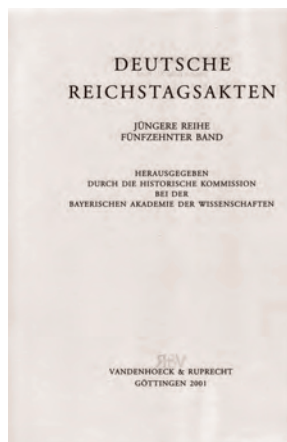 DEUTSCHE
REICHSTAGSAKTEN
JÜNGERE REIHE
FÜNFZEHNTER BAND
HERAUSGEGEBEN
DURCH DIE HISTORISCHE KOMMISSION
BEI DER
BAYERISCHEN AKADEMIE DER WISSENSCHAFTEN
VANDENHOECK & RUPRECHT
GÖTTINGEN 2001